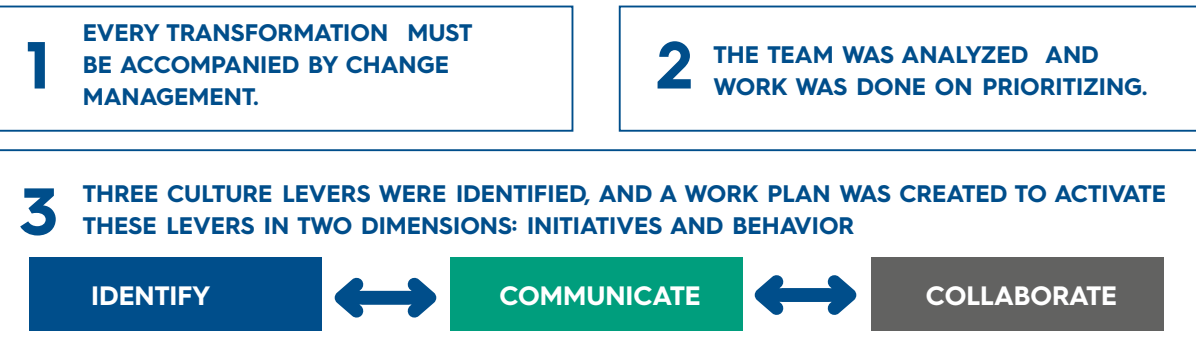 1
EVERY TRANSFORMATION MUST
BE ACCOMPANIED BY CHANGE
MANAGEMENT.
2
THE TEAM WAS ANALYZED AND
WORK WAS DONE ON PRIORITIZING.
3
THREE CULTURE LEVERS WERE IDENTIFIED, AND A WORK PLAN WAS CREATED TO ACTIVATE
THESE LEVERS IN TWO DIMENSIONS: INITIATIVES AND BEHAVIOR
IDENTIFY
COMMUNICATE
COLLABORATE